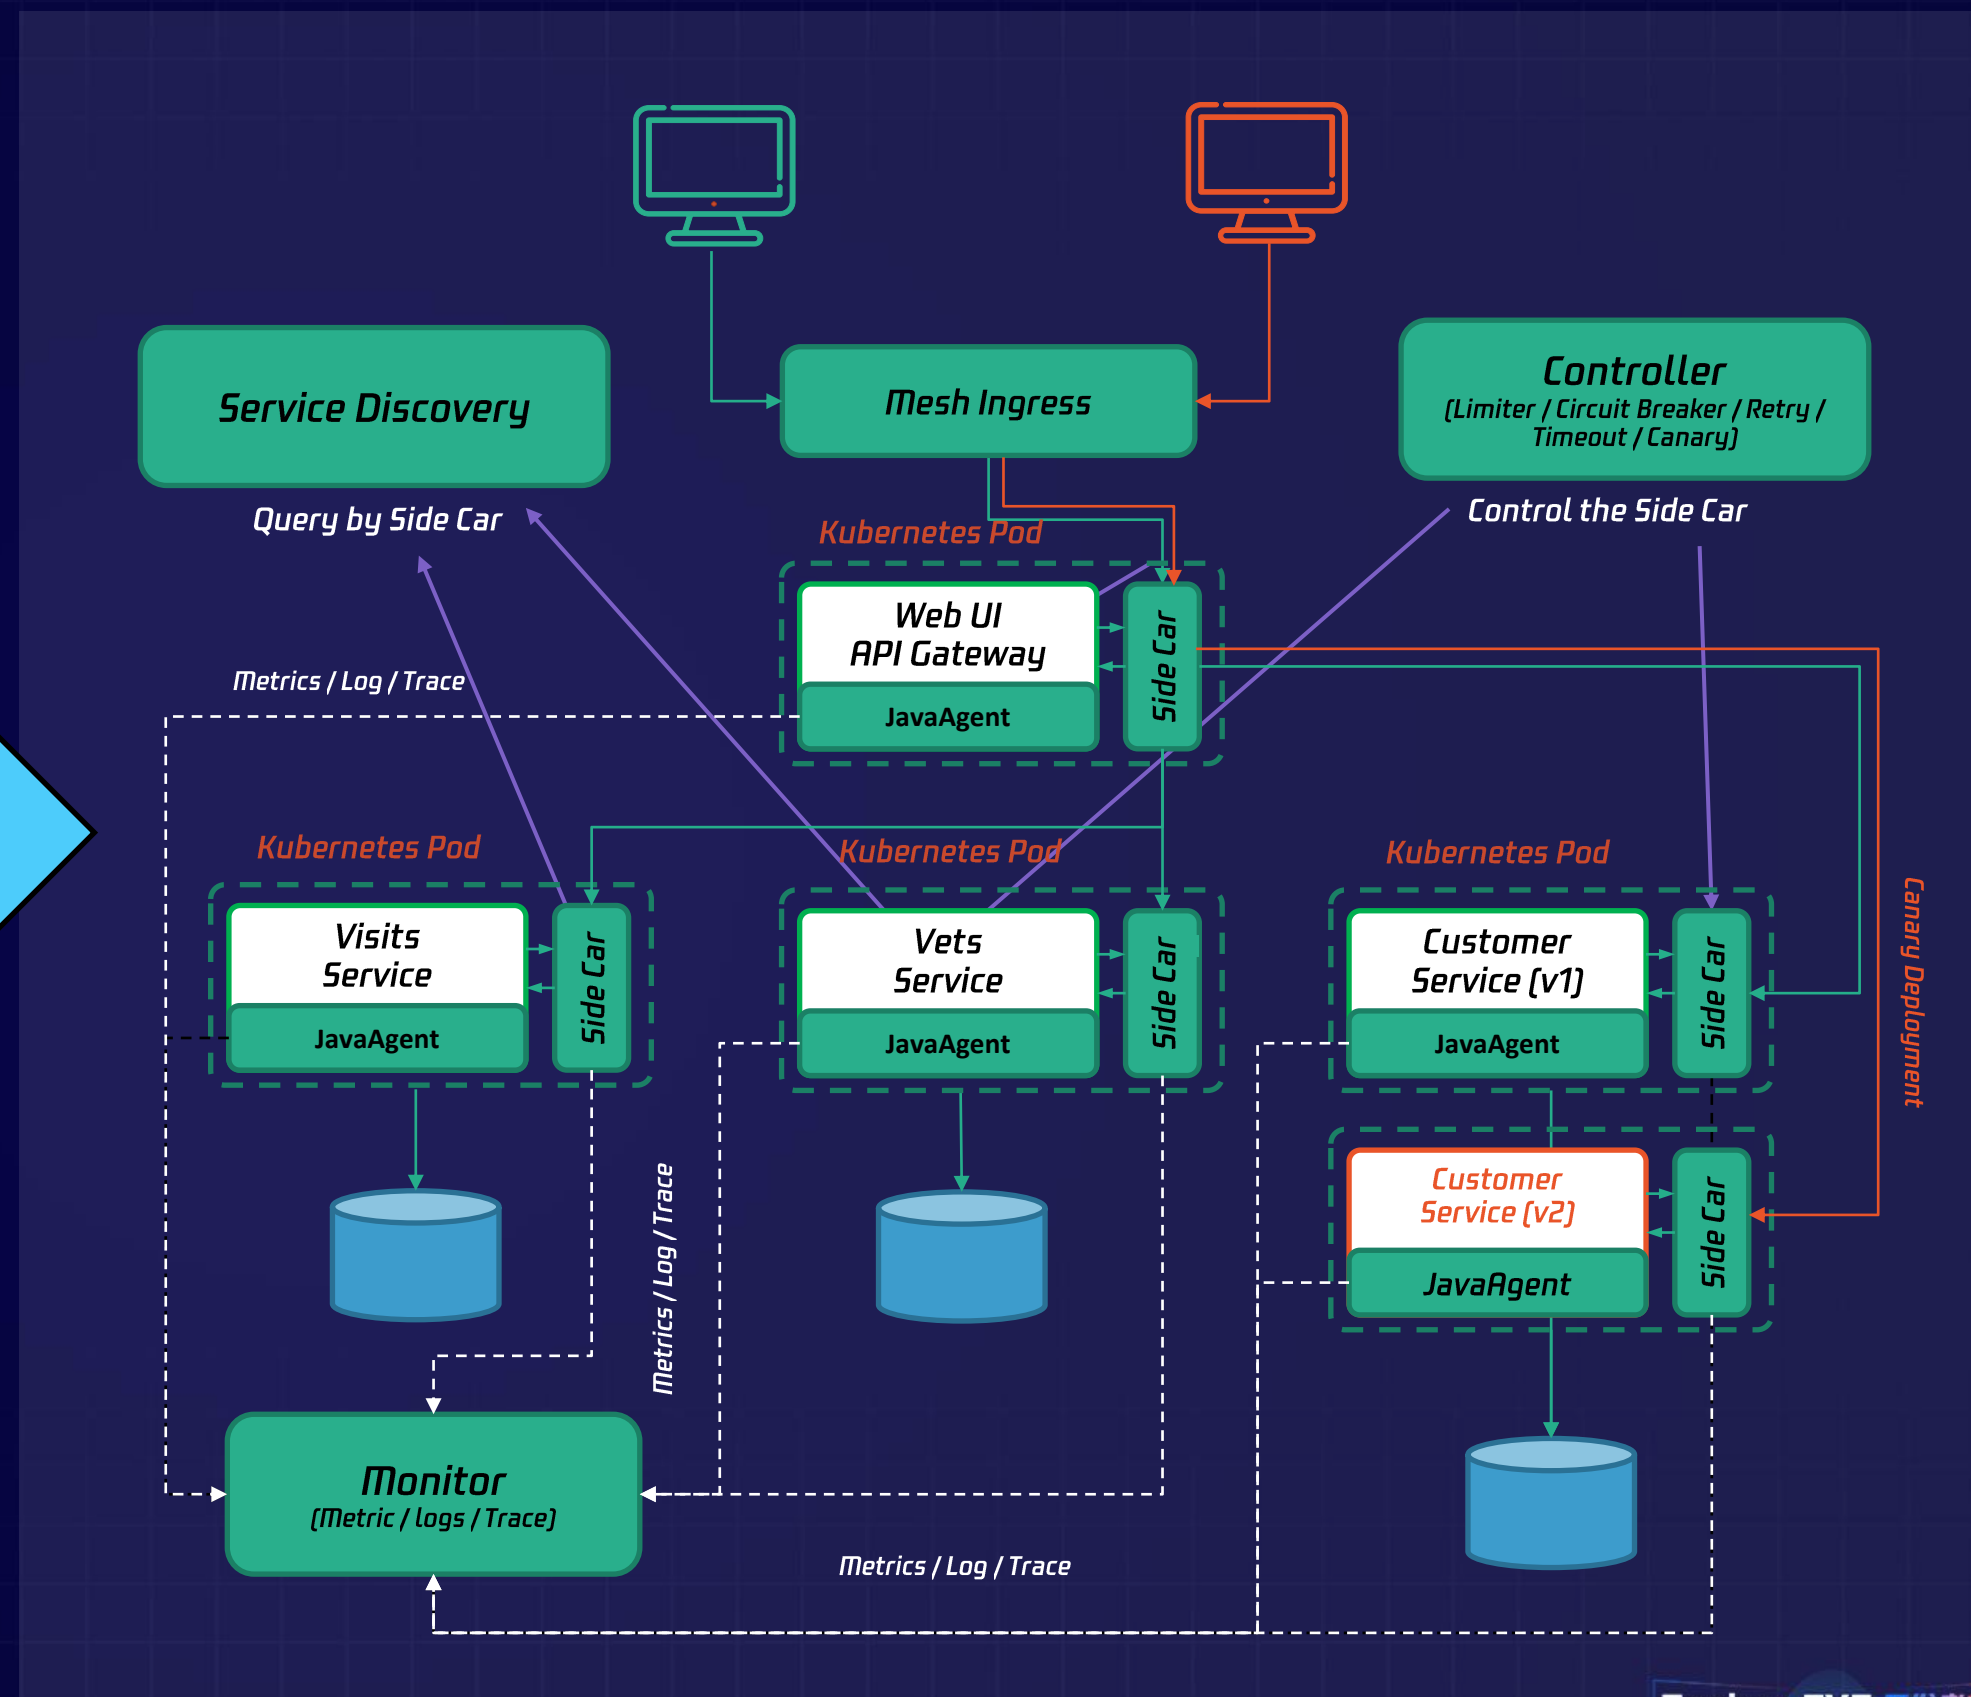 Service Discovery
Mesh Ingress
Controller
(Limiter / Circuit Breaker / Retry /
Timeout / Canary)
Query by Side Car
Control the Side Car
Kubernetes Pod
Web UI
API Gateway
JavaAgent
Side Car
Metrics / Log / Trace
Kubernetes Pod
Visits
Service
JavaAgent
Side Car
Kubernetes Pod
Vets
Service
JavaAgent
Side Car
Kubernetes Pod
Customer
Service (v1)
JavaAgent
Side Car
Canary Deployment
Customer
Service (v2)
JavaAgent
Side Car
Metrics / Log / Trace
Monitor
(Metric / logs / Trace)
Metrics / Log / Trace